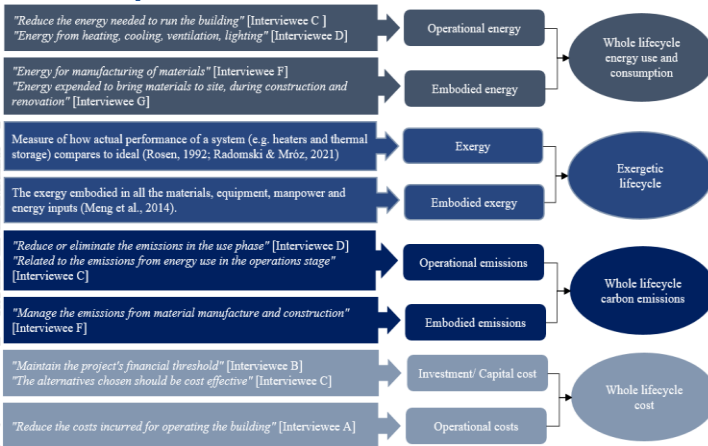 "Reduce the energy needed to run the building" [Interviewee C ]
"Energy from heating, cooling, ventilation, lighting" [Interviewee D]
Operational energy
"Energy for manufacturing of materials" [Interviewee F]
"Energy expended to bring materials to site, during construction and
renovation" [Interviewee G]
Embodied energy
Whole lifecycle
energy use and
consumption
Measure of how actual performance of a system (e.g. heaters and thermal
storage) compares to ideal (Rosen, 1992; Radomski & Mróz, 2021)
Exergy
The exergy embodied in all the materials, equipment, manpower and
energy inputs (Meng et al., 2014).
Embodied exergy
Exergetic
lifecycle
"Reduce or eliminate the emissions in the use phase" [Interviewee D]
"Related to the emissions from energy use in the operations stage"
[Interviewee C]
Operational emissions
"Manage the emissions from material manufacture and construction"
[Interviewee F]
Embodied emissions
Whole lifecycle
carbon emissions
"Maintain the project's financial threshold" [Interviewee B]
"The alternatives chosen should be cost effective" [Interviewee C]
Investment/ Capital cost
"Reduce the costs incurred for operating the building" [Interviewee A]
Operational costs
Whole lifecycle
cost